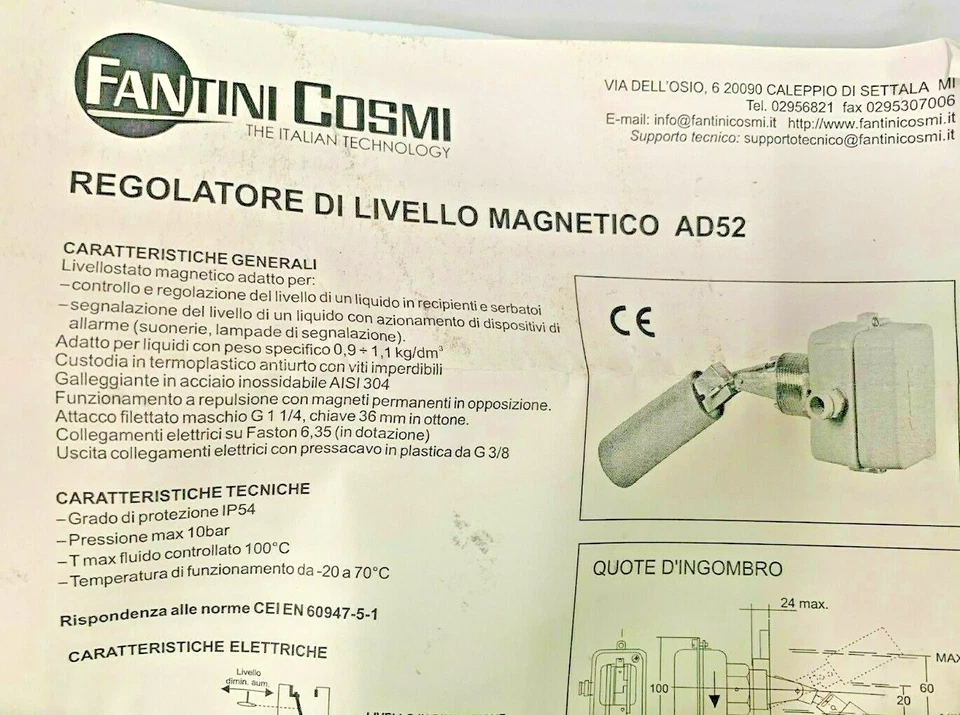 FANTINI COSMI
THE ITALIAN TECHNOLOGY
VIA DELL'OSIO, 6 20090 CALEPPIO DI SETTALA MI
Tel. 02956821 fax 0295307006
E-mail: info@fantinicosmi.it http://www.fantinicosmi.it
Supporto tecnico: supportotecnico@fantinicosmi.it
REGOLATORE DI LIVELLO MAGNETICO AD52
CARATTERISTICHE GENERALI
Livellostato magnetico adatto per:
–controllo e regolazione del livello di un liquido in recipienti e serbatoi
–segnalazione del livello di un liquido con azionamento di dispositivi di
allarme (suonerie, lampade di segnalazione).
Adatto per liquidi con peso specifico 0,9 ÷ 1,1 kg/dm³
Custodia in termoplastico antiurto con viti imperdibili
Galleggiante in acciaio inossidabile AISI 304
Funzionamento a repulsione con magneti permanenti in opposizione.
Attacco filettato maschio G 1 1/4, chiave 36 mm in ottone.
Collegamenti elettrici su Faston 6,35 (in dotazione)
Uscita collegamenti elettrici con pressacavo in plastica da G 3/8
CE
CARATTERISTICHE TECNICHE
–Grado di protezione IP54
–Pressione max 10bar
–T max fluido controllato 100°C
–Temperatura di funzionamento da -20 a 70°C
Rispondenza alle norme CEI EN 60947-5-1
CARATTERISTICHE ELETTRICHE
Livello
dimin. aum.
QUOTE D'INGOMBRO
24 max.
MAX
100
60
20